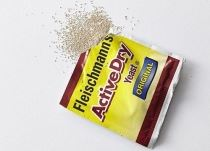 Fleischmann's
ActiveDry
Yeast
ORIGINAL